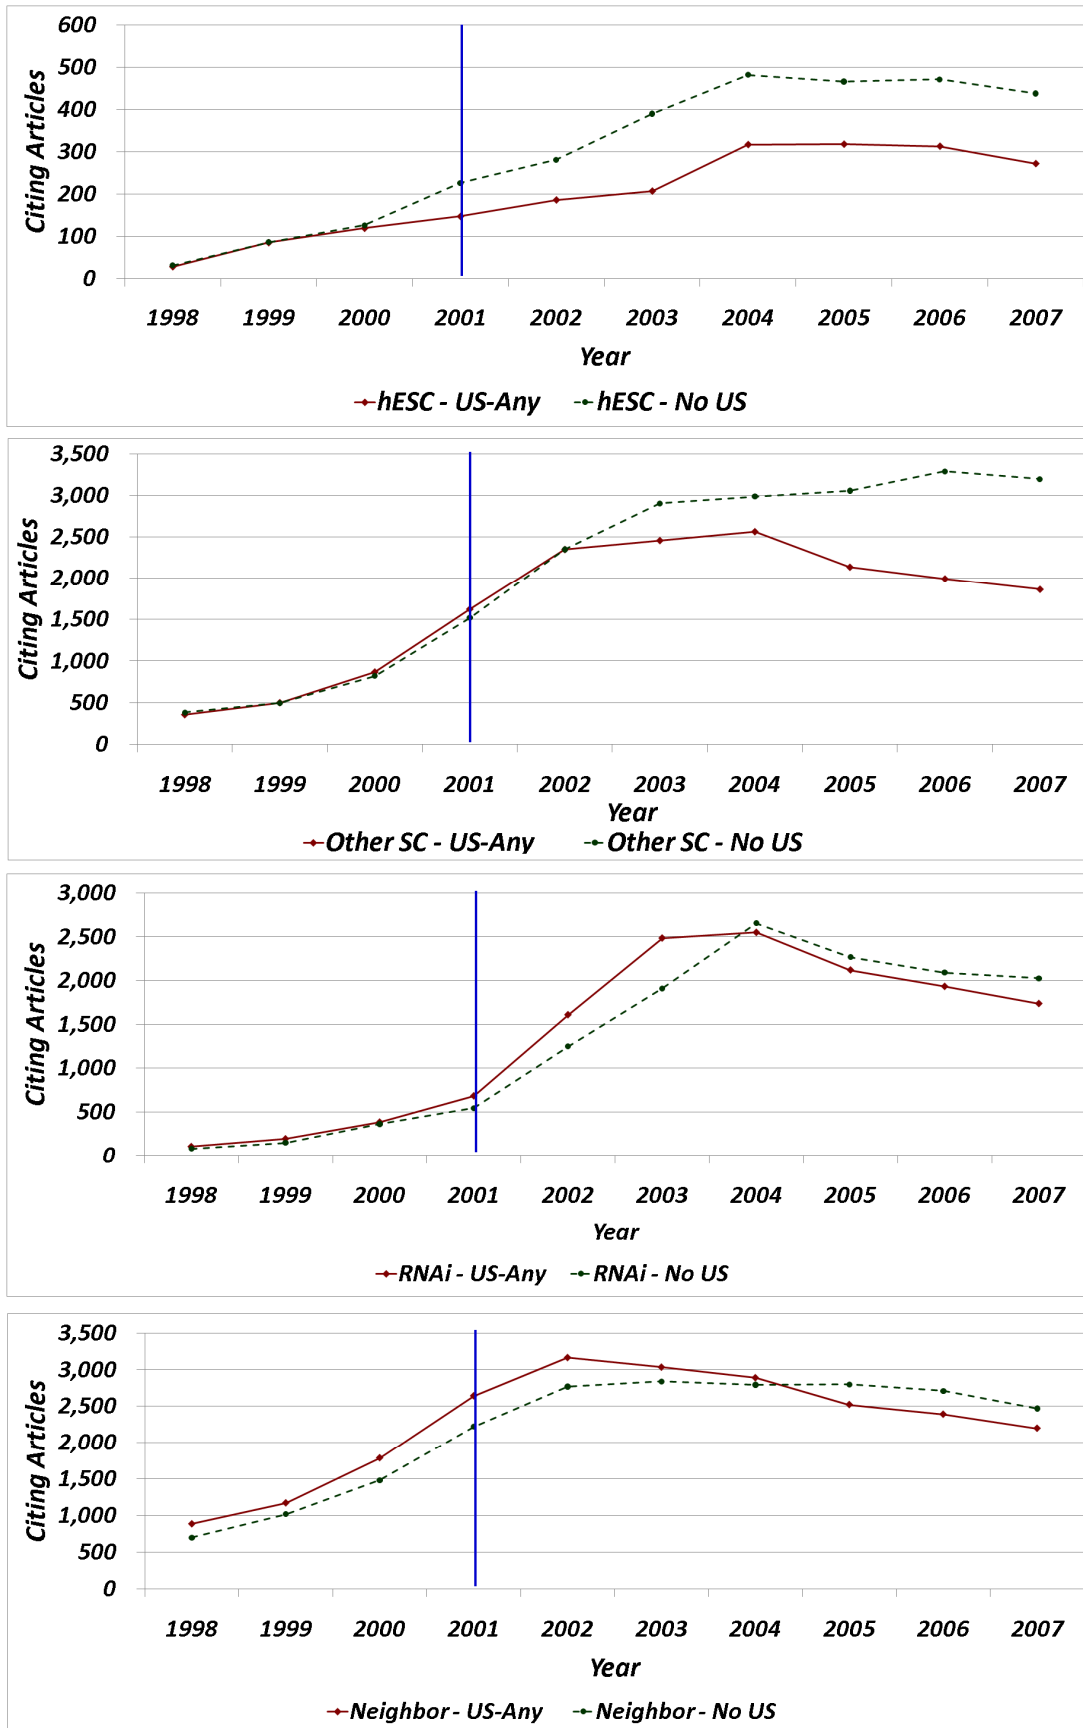 600
500
400
300
200
100
0
Citing Articles
1998 1999 2000 2001 2002 2003 2004 2005 2006 2007
Year
hESC - US-Any hESC - No US
3,500
3,000
2,500
2,000
1,500
1,000
500
0
Citing Articles
1998 1999 2000 2001 2002 2003 2004 2005 2006 2007
Year
Other SC - US-Any Other SC - No US
3,000
2,500
2,000
1,500
1,000
500
0
Citing Articles
1998 1999 2000 2001 2002 2003 2004 2005 2006 2007
Year
RNAi - US-Any RNAi - No US
3,500
3,000
2,500
2,000
1,500
1,000
500
0
Citing Articles
1998 1999 2000 2001 2002 2003 2004 2005 2006 2007
Year
Neighbor - US-Any Neighbor - No US